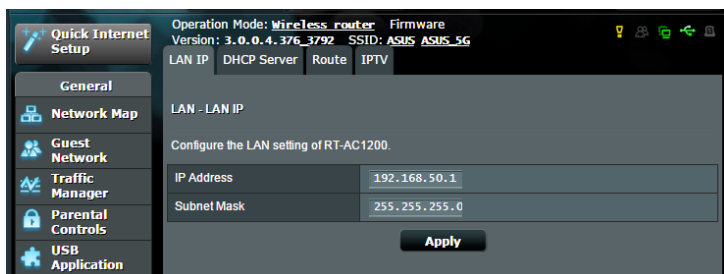 Quick Internet
Setup
General
Network Map
Guest
Network
Traffic
Manager
Parental
Controls
USB
Application
Operation Mode: Wireless router Firmware
Version: 3.0.0.4.376_3792 SSID: ASUS ASUS_5G
LAN IP DHCP Server Route IPTV
LAN - LAN IP
Configure the LAN setting of RT-AC1200.
IP Address 192.168.50.1
Subnet Mask 255.255.255.0
Apply